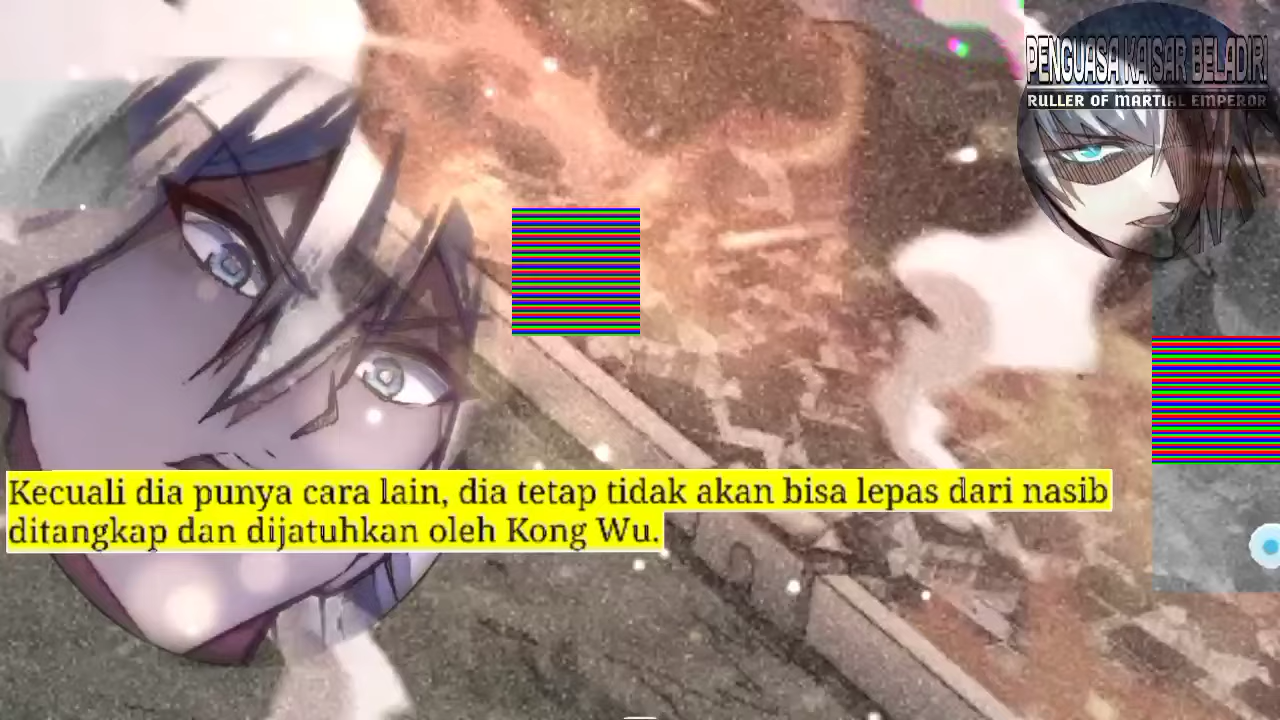 PENGUASA KAISAR BELADIRI
RULLER OF MARTIAL EMPEROR
Kecuali dia punya cara lain, dia tetap tidak akan bisa lepas dari nasib
ditangkap dan dijatuhkan oleh Kong Wu.